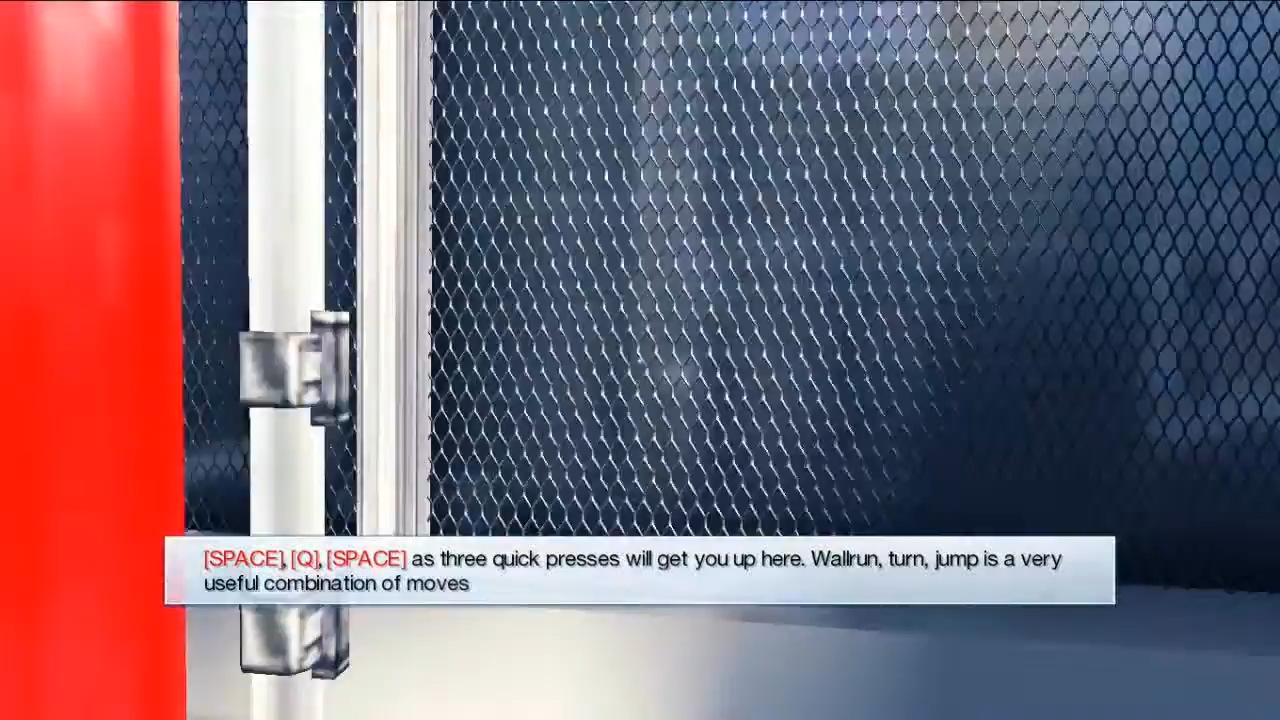 [SPACE], [Q], [SPACE] as three quick presses will get you up here. Wallrun, turn, jump is a very
useful combination of moves